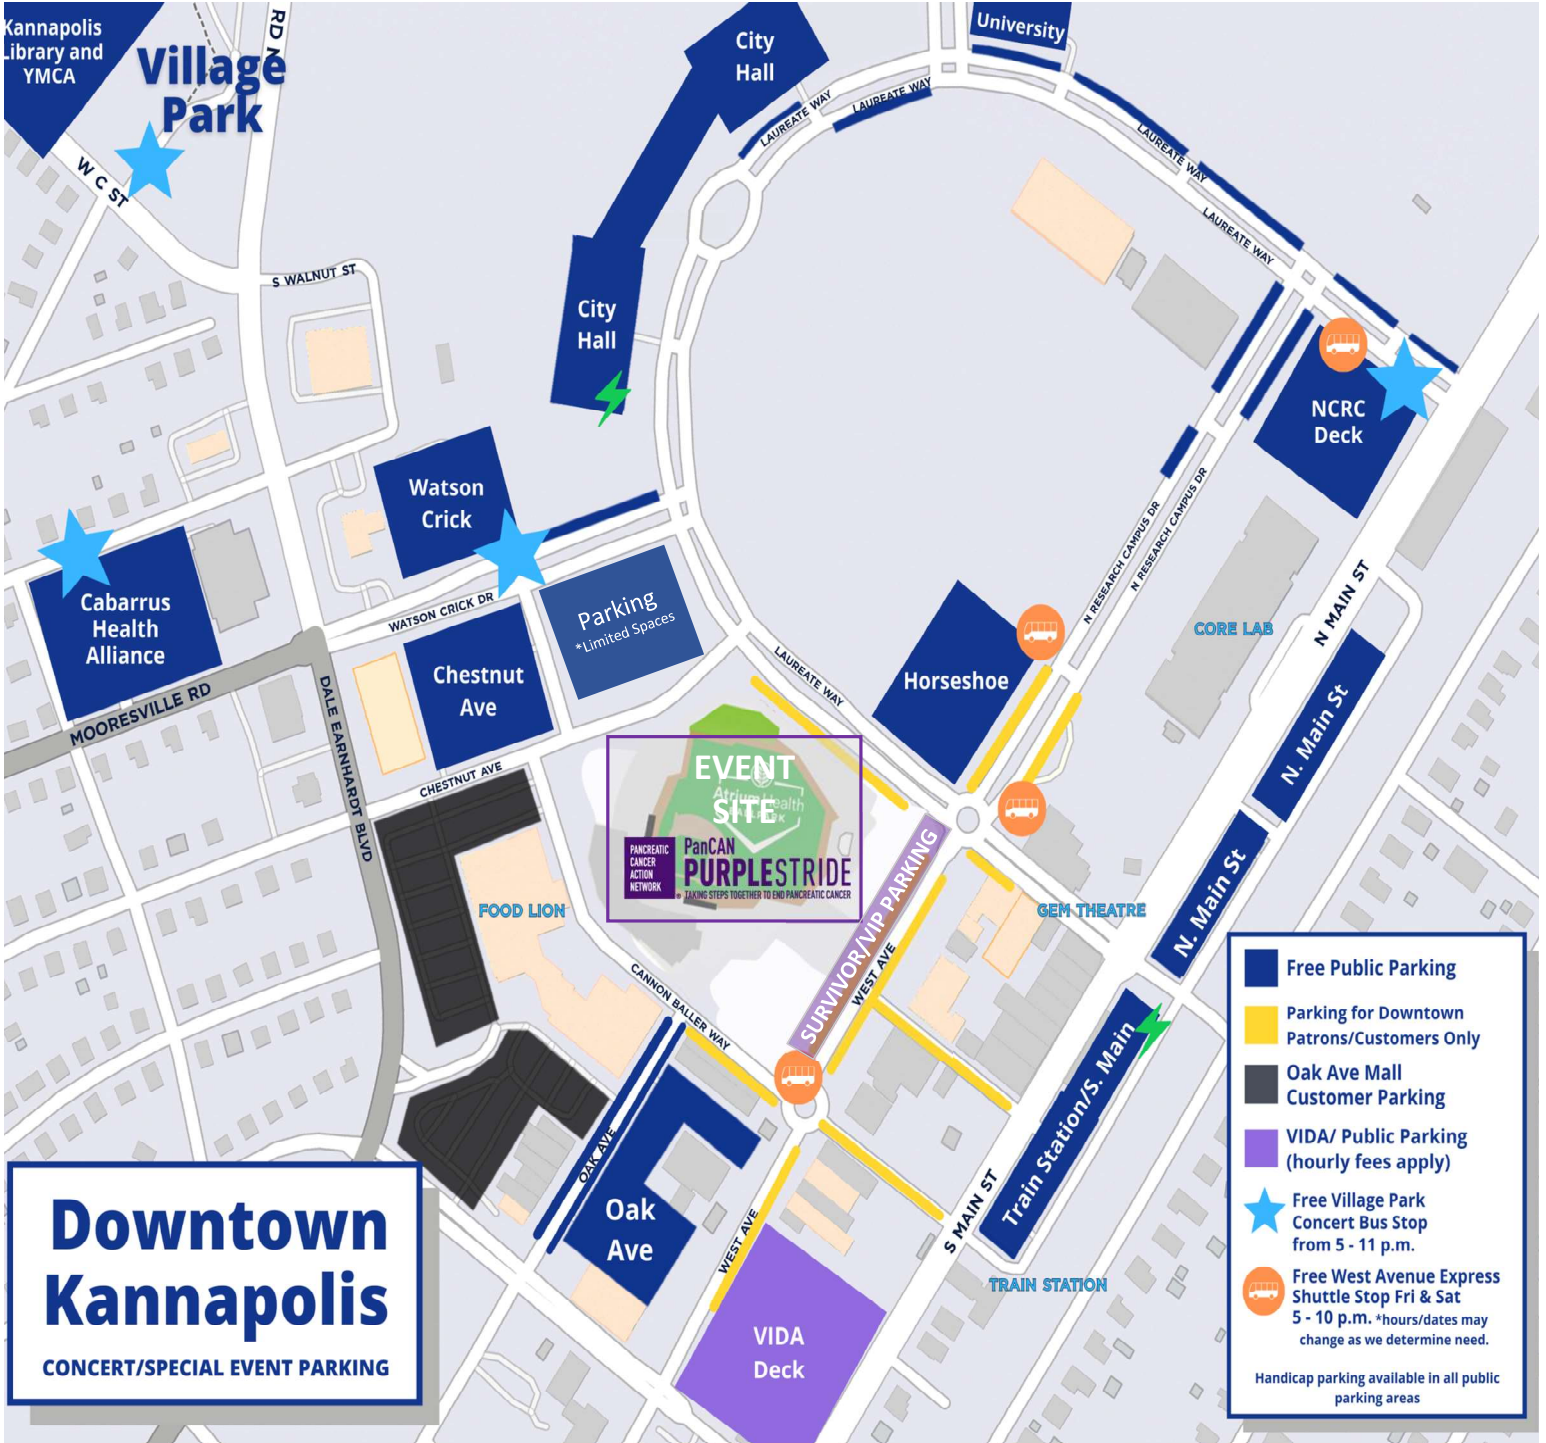 Kannapolis
Library and
YMCA
Village
Park
RD N
W C ST
S WALNUT ST
City
Hall
University
LAUREATE WAY
LAUREATE WAY
LAUREATE WAY
LAUREATE WAY
City
Hall
NCRC
Deck
Watson
Crick
WATSON CRICK DR
Cabarrus
Health
Alliance
MOORESVILLE RD
Chestnut
Ave
Parking
*Limited Spaces
CHESTNUT AVE
DALE EARNHARDT BLVD
LAUREATE WAY
Horseshoe
N RESEARCH CAMPUS DR
N RESEARCH CAMPUS DR
CORE LAB
N MAIN ST
N. Main St
N. Main St
EVENT
SITE
Atrium Health
BALLPARK
PANCREATIC
CANCER
ACTION
NETWORK
PanCAN
PURPLESTRIDE
TAKING STEPS TOGETHER TO END PANCREATIC CANCER
SURVIVOR/VIP PARKING
WEST AVE
GEM THEATRE
FOOD LION
CANNON BALLER WAY
OAK AVE
Oak
Ave
WEST AVE
VIDA
Deck
S MAIN ST
Train Station/S. Main
TRAIN STATION
Free Public Parking
Parking for Downtown
Patrons/Customers Only
Oak Ave Mall
Customer Parking
VIDA/ Public Parking
(hourly fees apply)
Free Village Park
Concert Bus Stop
from 5 - 11 p.m.
Free West Avenue Express
Shuttle Stop Fri & Sat
5 - 10 p.m. *hours/dates may
change as we determine need.
Handicap parking available in all public
parking areas
Downtown
Kannapolis
CONCERT/SPECIAL EVENT PARKING